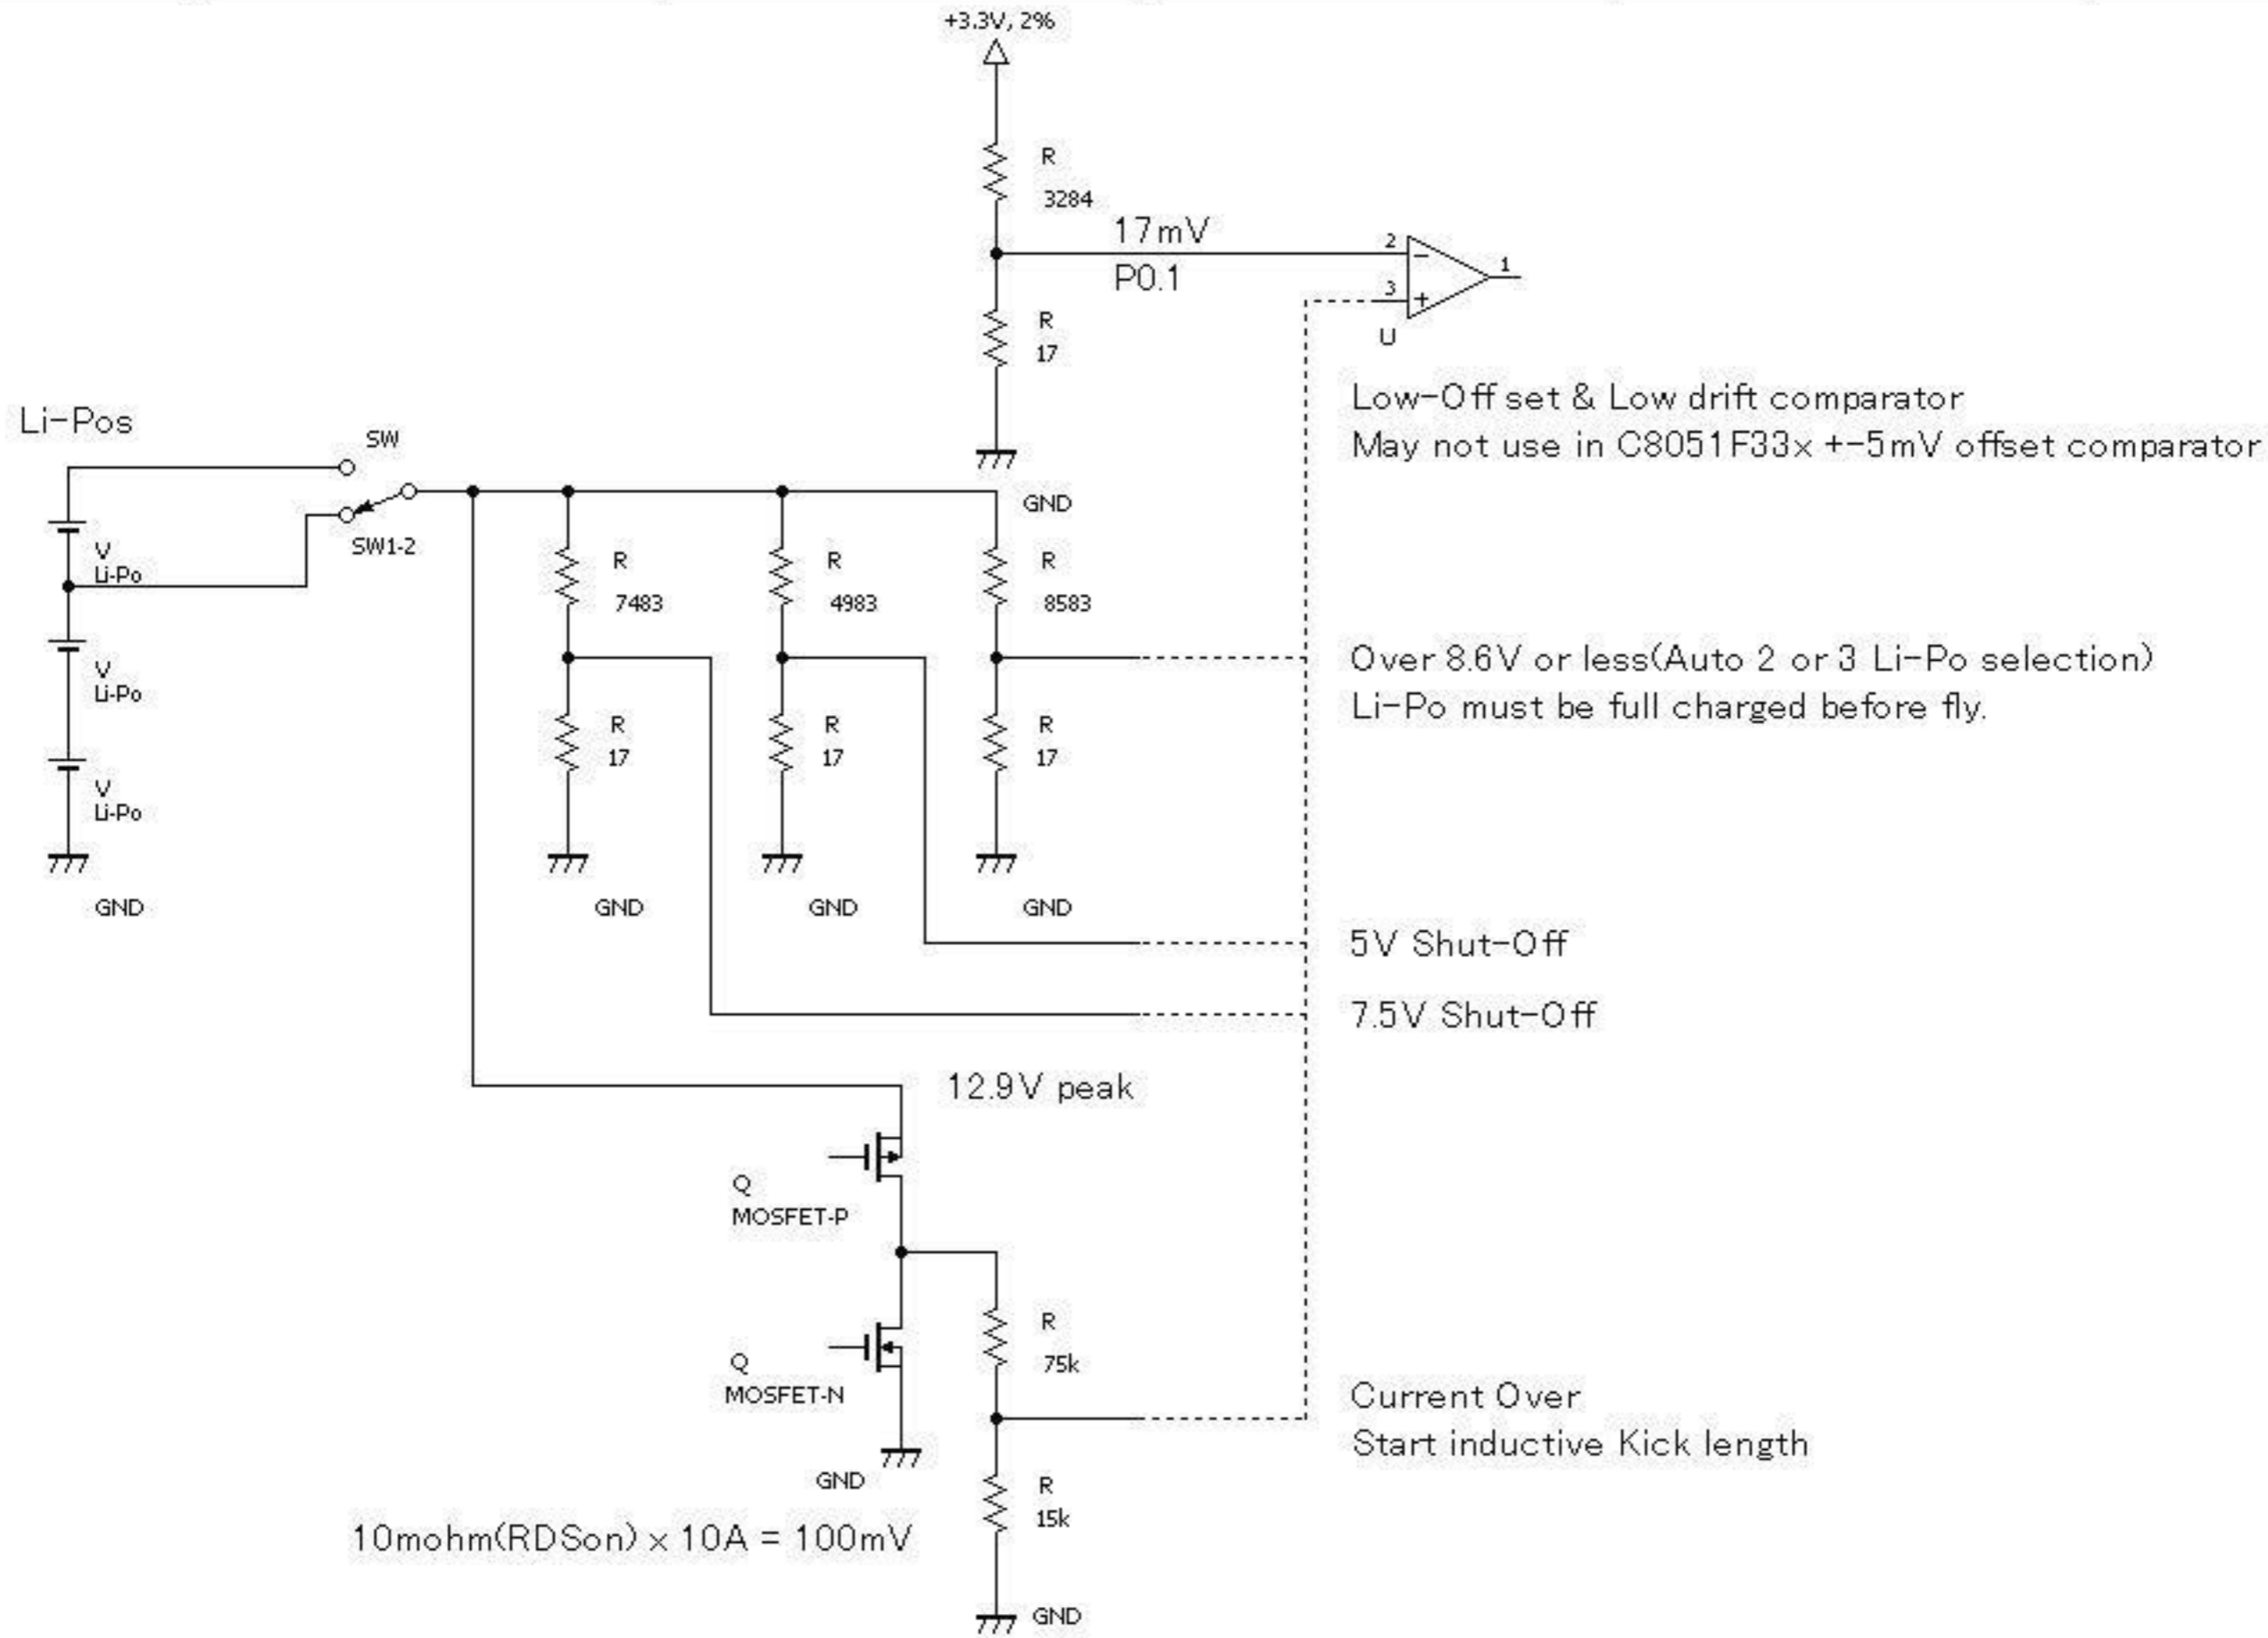 +3.3V, 2%
R
3284
17mV
P0.1
2
3
1
U
R
17
GND
Low-Offset & Low drift comparator
May not use in C8051F33x +-5mV offset comparator
Li-Pos
SW
SW1-2
V
Li-Po
V
Li-Po
V
Li-Po
GND
R
7483
R
4983
R
8583
R
17
R
17
R
17
GND
GND
GND
Over 8.6V or less(Auto 2 or 3 Li-Po selection)
Li-Po must be full charged before fly.
5V Shut-Off
7.5V Shut-Off
12.9V peak
Q
MOSFET-P
Q
MOSFET-N
GND
R
75k
R
15k
GND
Current Over
Start inductive Kick length
10mohm(RDSon) x 10A = 100mV